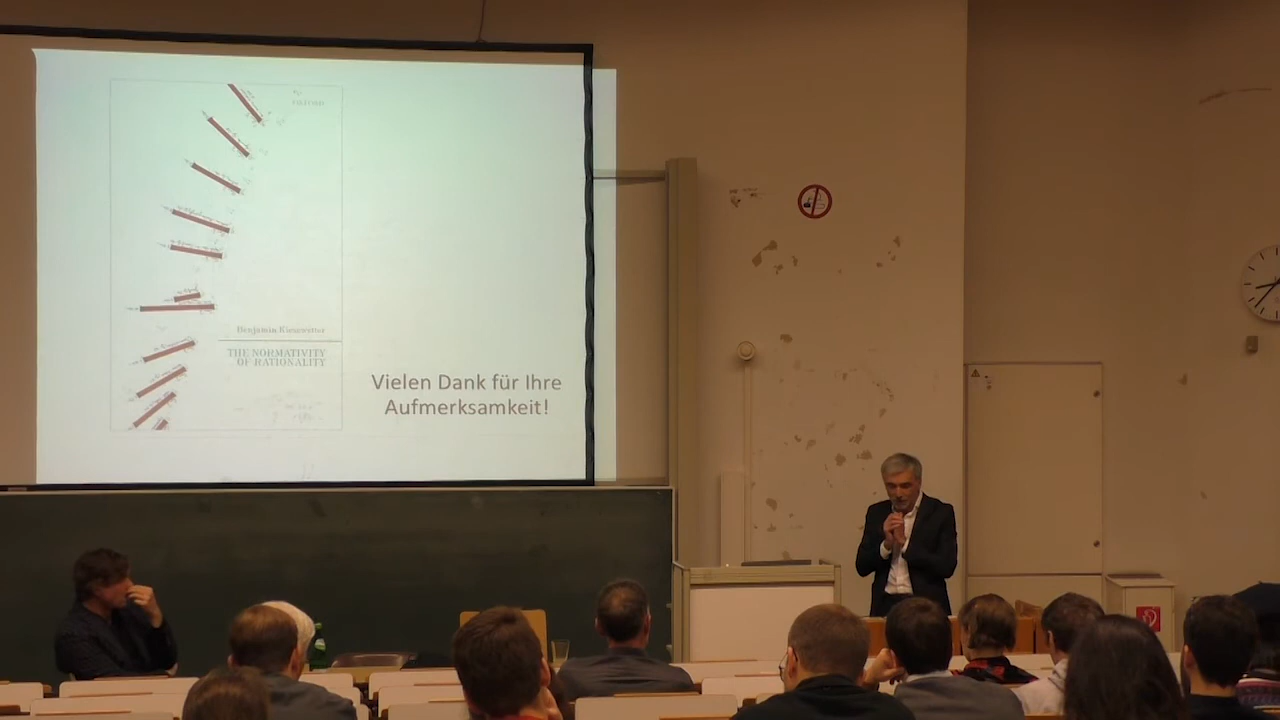 Benjamin Kiesewetter
THE NORMATIVITY
OF RATIONALITY
Vielen Dank für Ihre
Aufmerksamkeit!